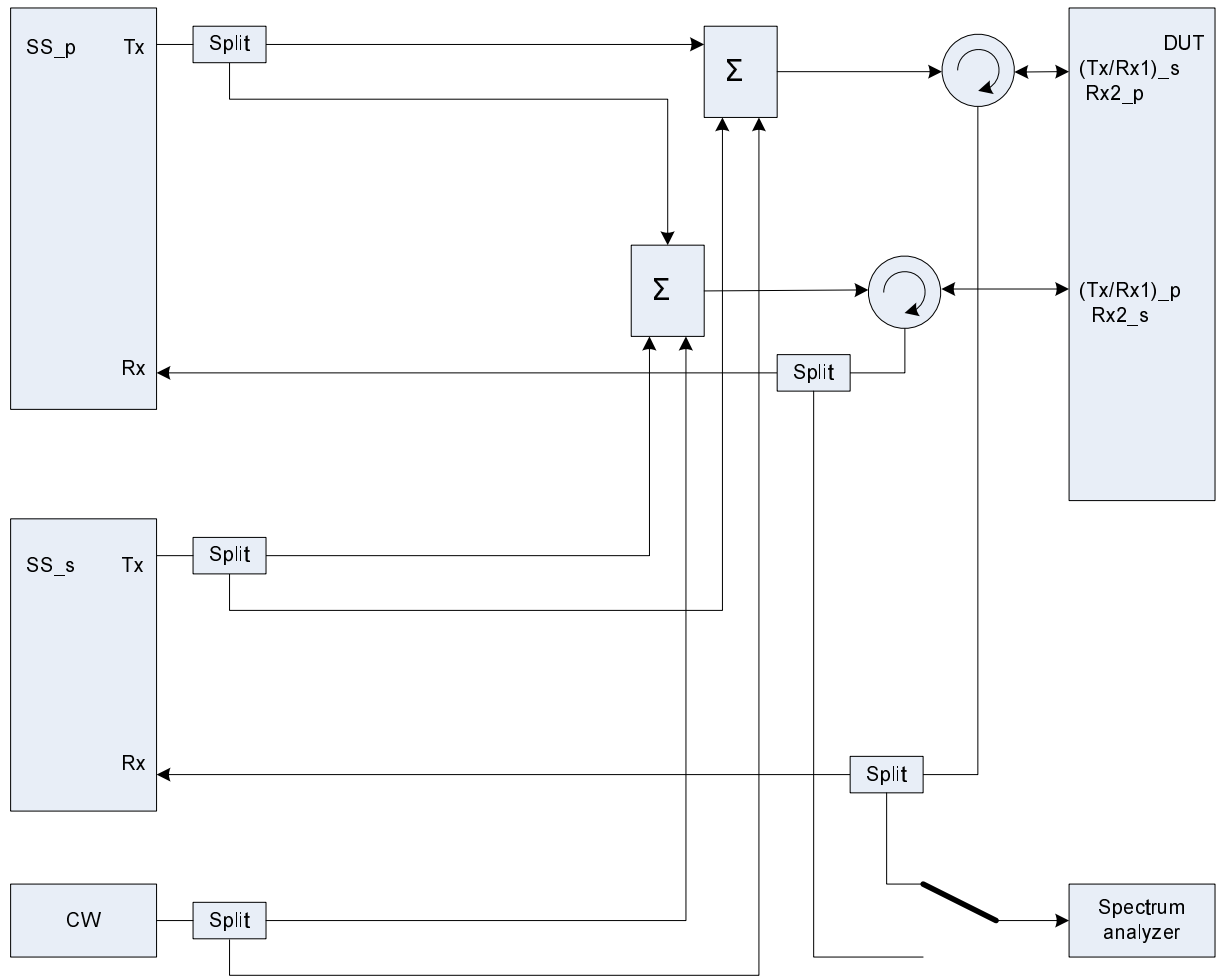 SS_p Tx
Split
Σ
DUT
(Tx/Rx1)_s
Rx2_p
Σ
(Tx/Rx1)_p
Rx2_s
Rx
Split
SS_s Tx
Split
Rx
Split
CW
Split
Spectrum
analyzer